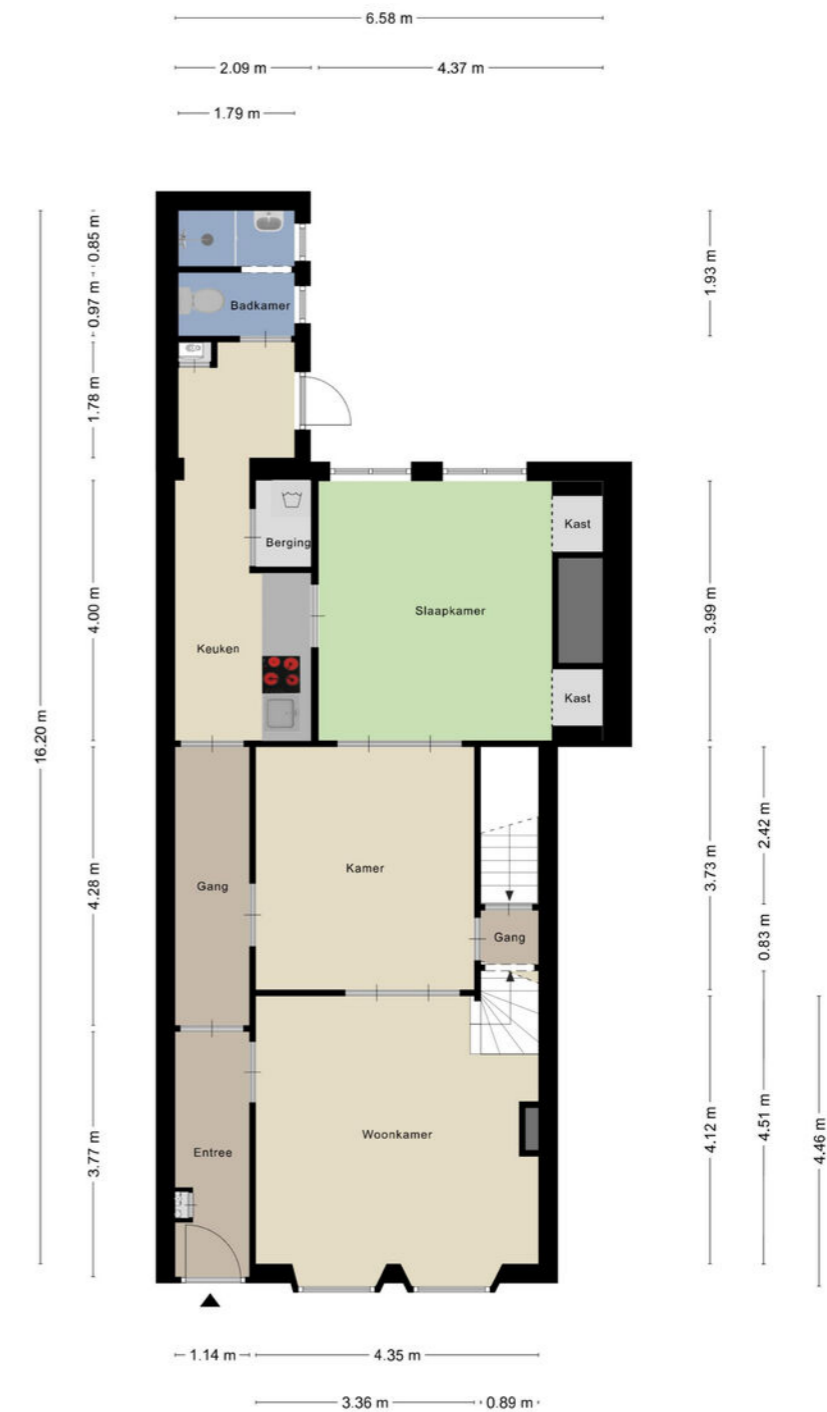 6.58 m
2.09 m
4.37 m
1.79 m
0.85 m
0.97 m
1.78 m
4.00 m
4.28 m
3.77 m
16.20 m
1.93 m
3.99 m
3.73 m
4.12 m
2.42 m
0.83 m
4.51 m
4.46 m
Badkamer
Berging
Kast
Slaapkamer
Keuken
Kast
Kamer
Gang
Gang
Woonkamer
Entree
1.14 m
4.35 m
3.36 m
0.89 m